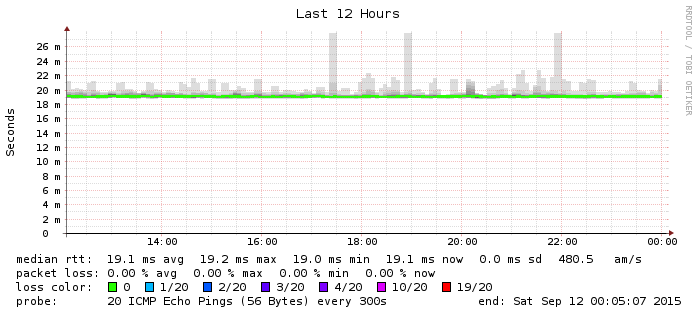 Last 12 Hours
RRDTOOL / TOBI OETIKER
Seconds
26 m
24 m
22 m
20 m
18 m
16 m
14 m
12 m
10 m
8 m
6 m
4 m
2 m
0
14:00 16:00 18:00 20:00 22:00 00:00
median rtt: 19.1 ms avg 19.2 ms max 19.0 ms min 19.1 ms now 0.0 ms sd 480.5 am/s
packet loss: 0.00 % avg 0.00 % max 0.00 % min 0.00 % now
loss color: 0 1/20 2/20 3/20 4/20 10/20 19/20
probe: 20 ICMP Echo Pings (56 Bytes) every 300s end: Sat Sep 12 00:05:07 2015